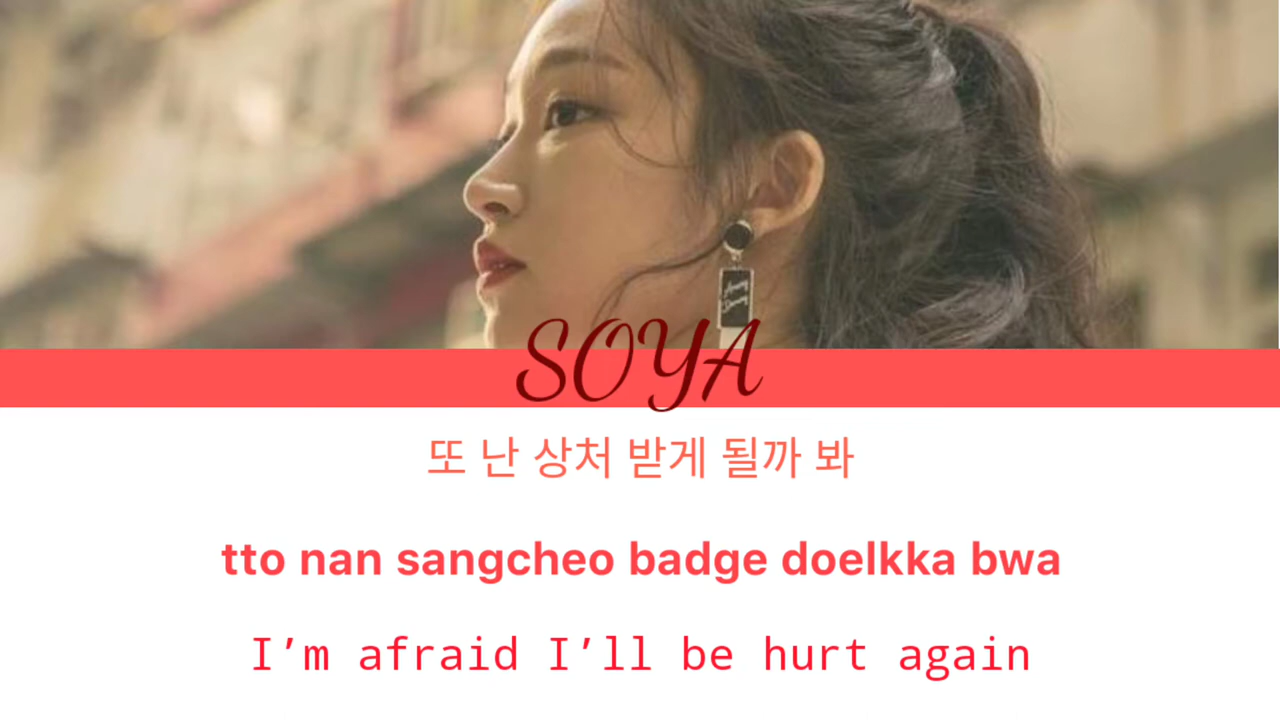 SOYA
또 난 상처 받게 될까 봐
tto nan sangcheo badge doelkka bwa
I’m afraid I’ll be hurt again